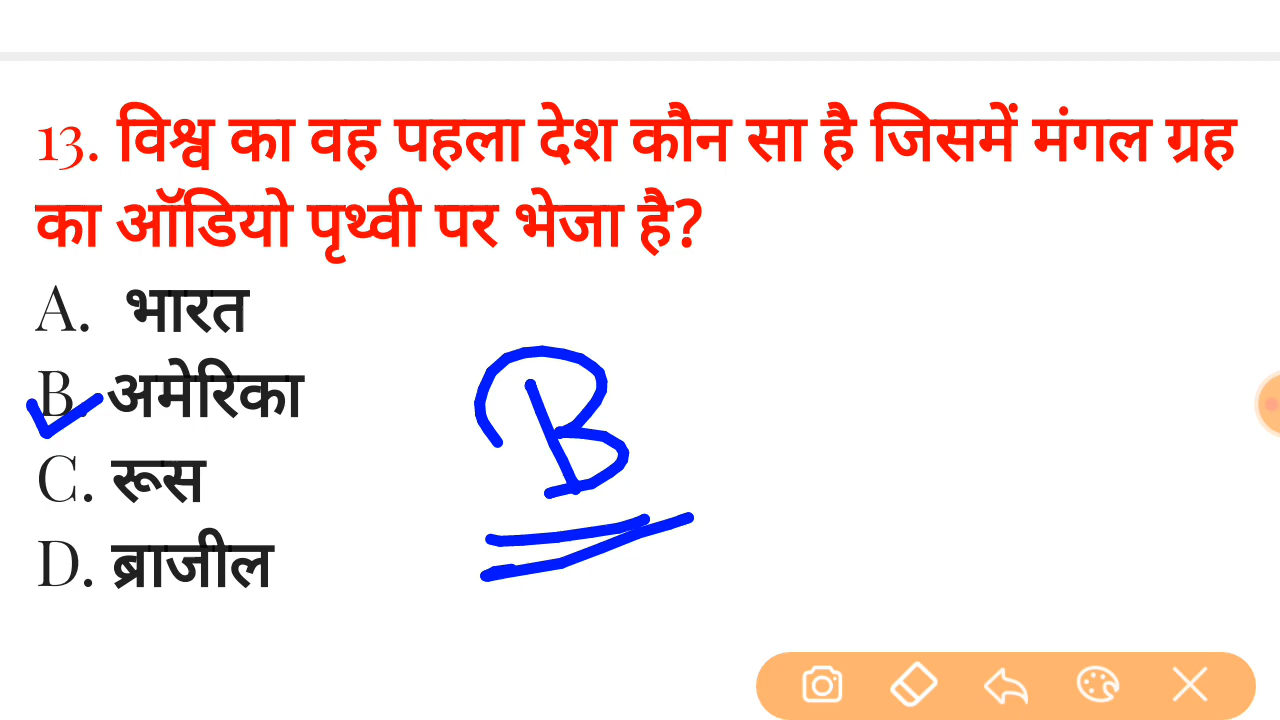 13. विश्व का वह पहला देश कौन सा है जिसमें मंगल ग्रह
का ऑडियो पृथ्वी पर भेजा है?
A. भारत
B. अमेरिका
B
C. रूस
D. ब्राजील